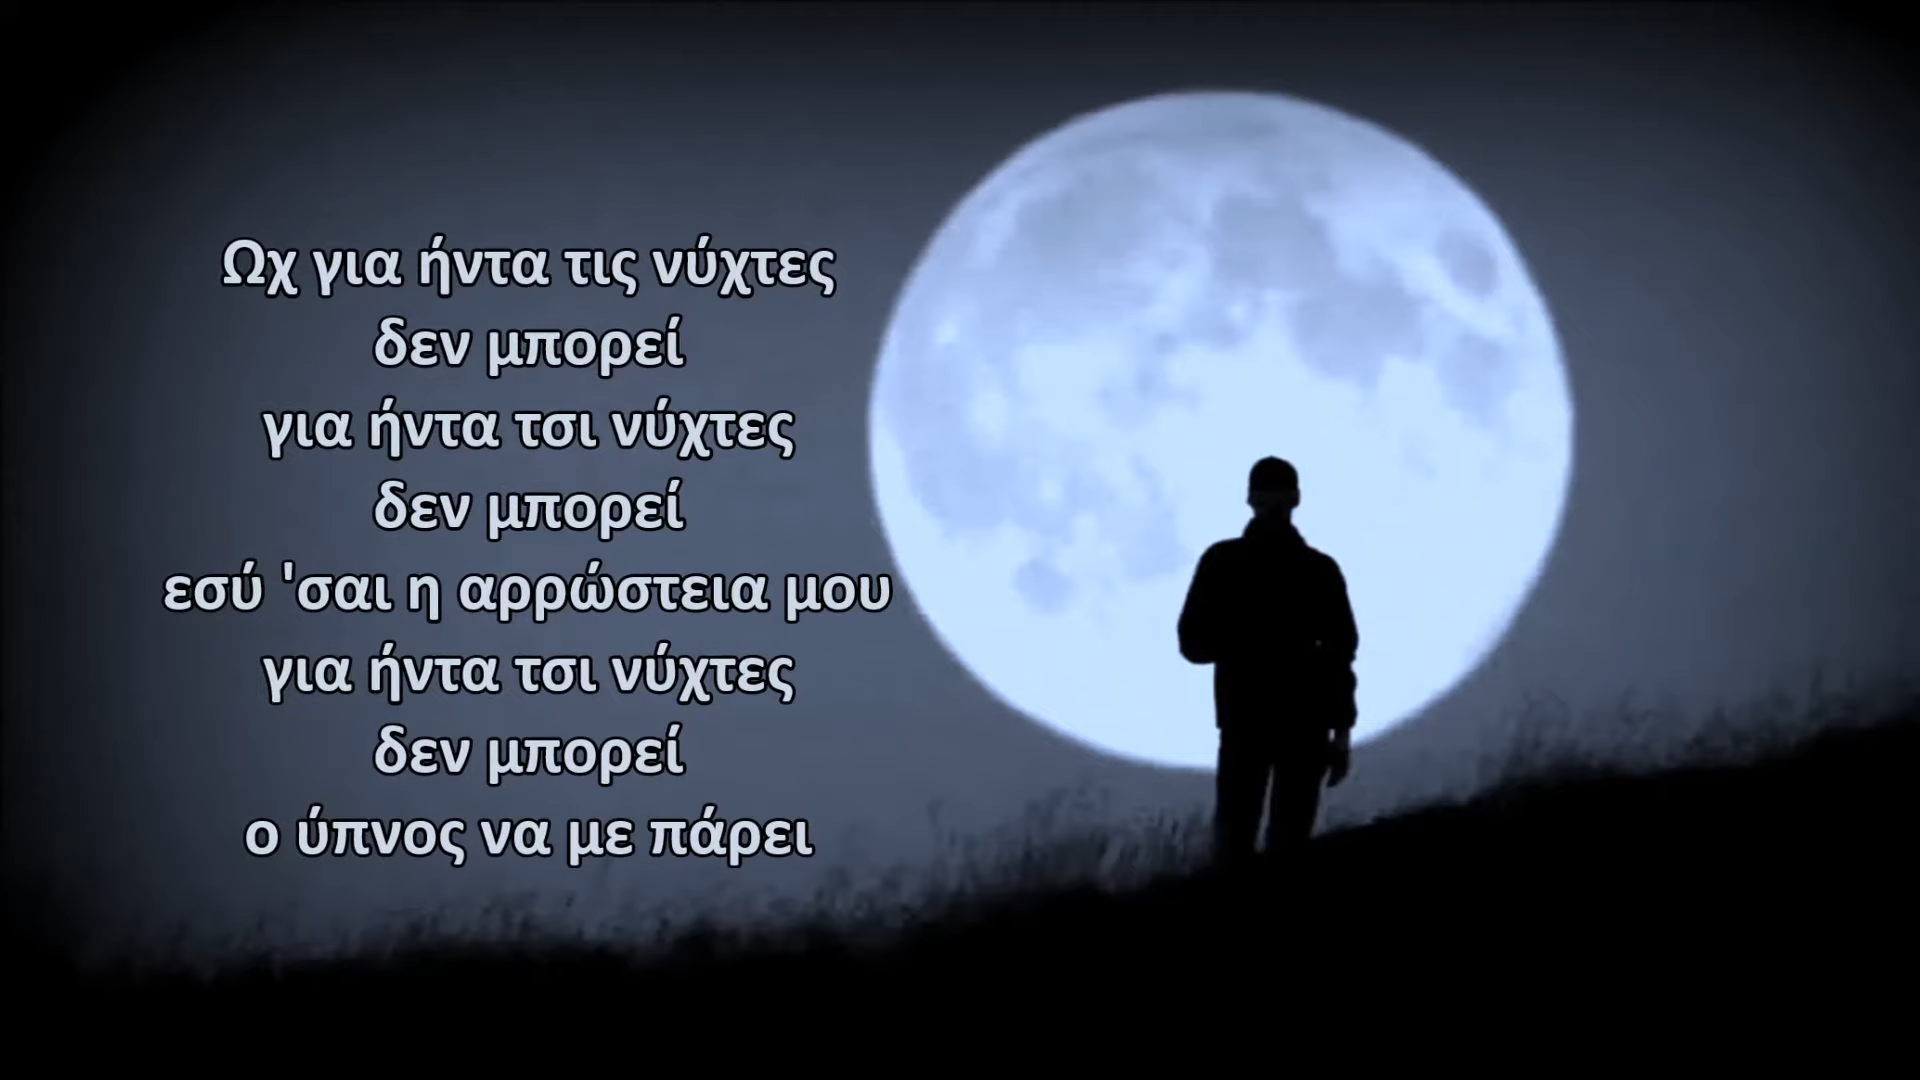 Ωχ για ήντα τις νύχτες
δεν μπορεί
για ήντα τσι νύχτες
δεν μπορεί
εσύ 'σαι η αρρώστεια μου
για ήντα τσι νύχτες
δεν μπορεί
ο ύπνος να με πάρει